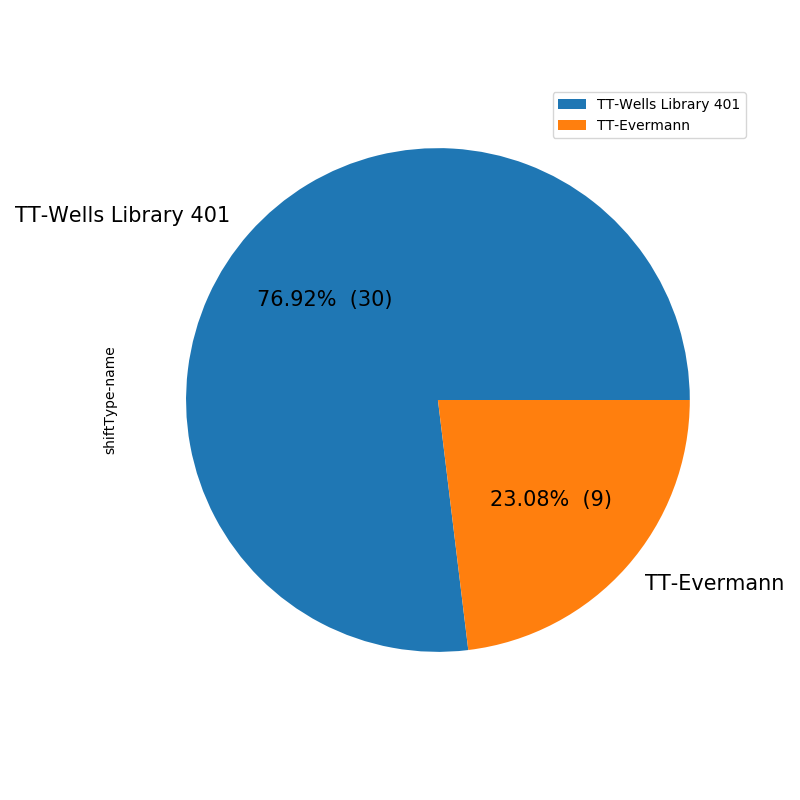 TT-Wells Library 401
TT-Evermann
TT-Wells Library 401
76.92%  (30)
shiftType-name
23.08%  (9)
TT-Evermann